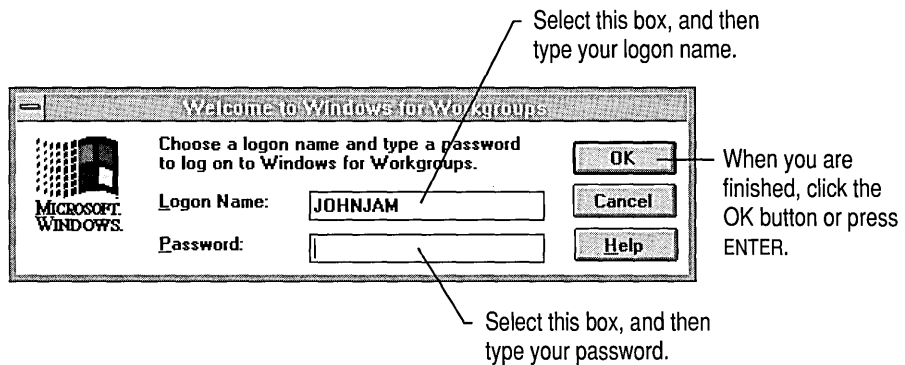 Select this box, and then
type your logon name.
Welcome to Windows for Workgroups
Choose a logon name and type a password
to log on to Windows for Workgroups.
MICROSOFT.
WINDOWS.
Logon Name:
JOHNJAM
Password:
OK
Cancel
Help
When you are
finished, click the
OK button or press
ENTER.
Select this box, and then
type your password.